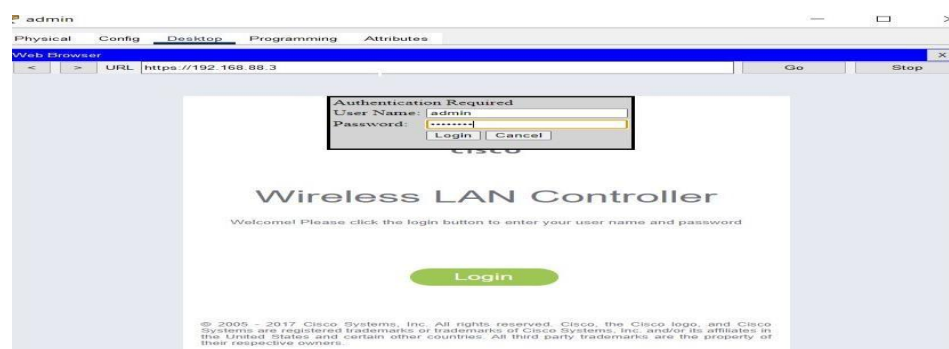 admin
Physical Config Desktop Programming Attributes
Web Browser X
< > URL https://192.168.88.3 Go Stop
Authentication Required
User Name: admin
Password: ••••••••
Login Cancel
CISCO
Wireless LAN Controller
Welcome! Please click the login button to enter your user name and password
Login
© 2005 - 2017 Cisco Systems, Inc. All rights reserved. Cisco, the Cisco logo, and Cisco
Systems are registered trademarks or trademarks of Cisco Systems, Inc. and/or its affiliates in
the United States and certain other countries. All third party trademarks are the property of
their respective owners.